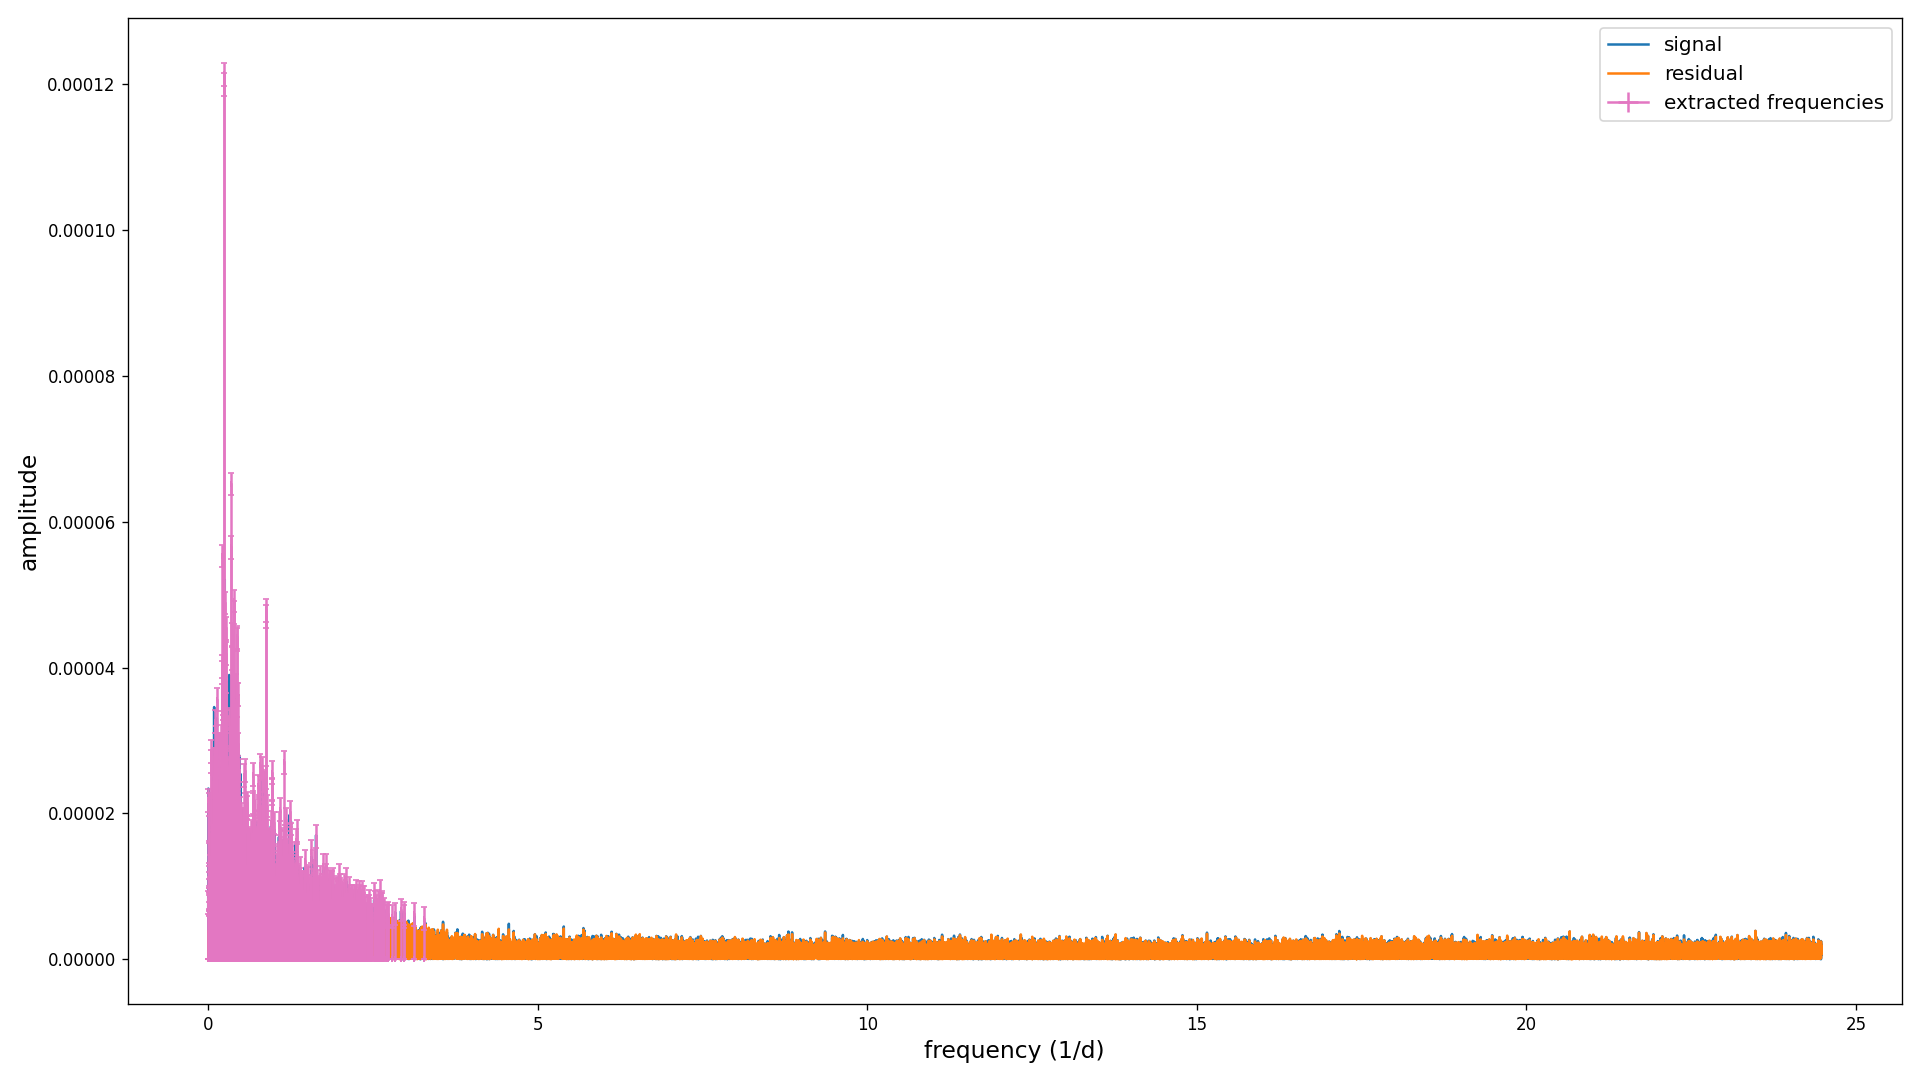 signal
residual
extracted frequencies
0.00012
0.00010
0.00008
0.00006
0.00004
0.00002
0.00000
amplitude
0 5 10 15 20 25
frequency (1/d)